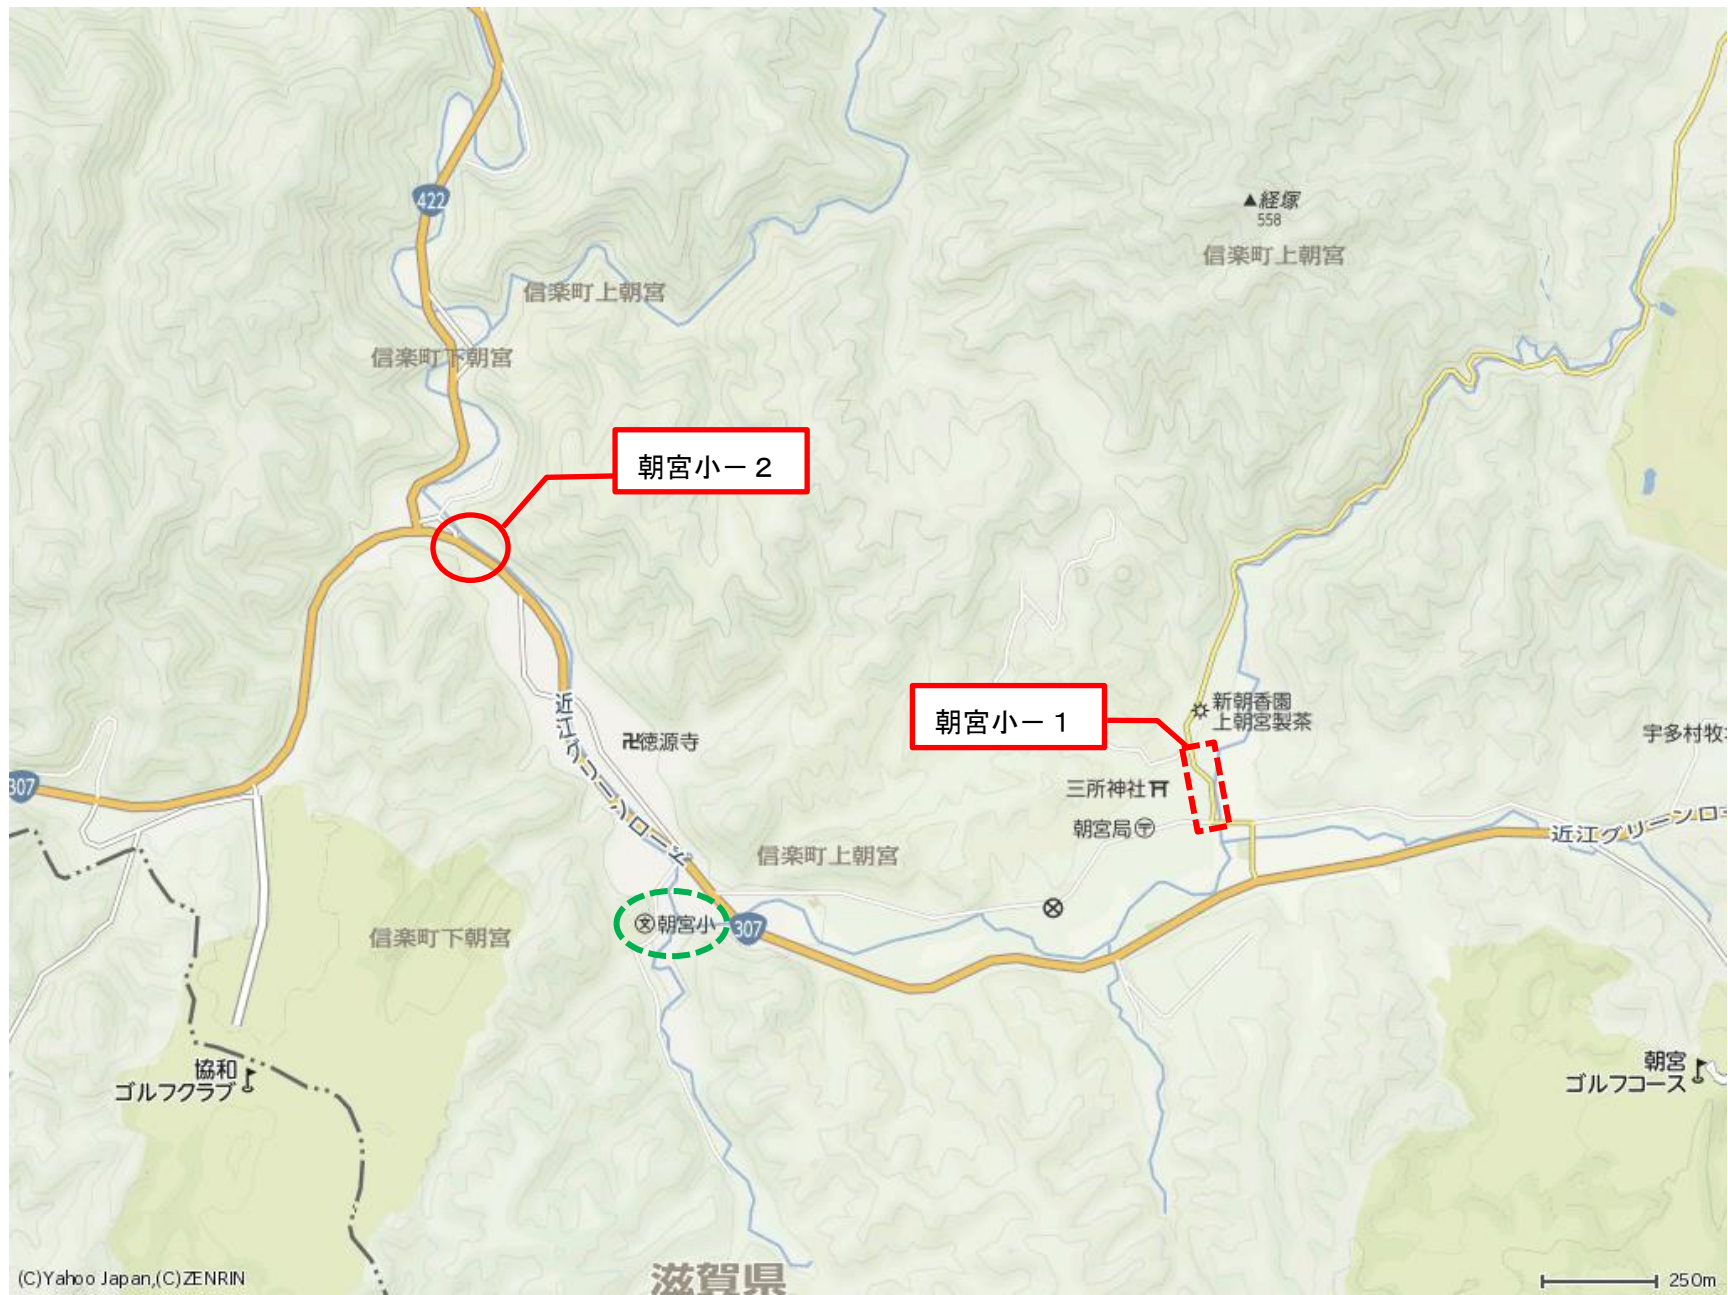 422
▲経塚
558
信楽町上朝宮
信楽町上朝宮
信楽町下朝宮
朝宮小－２
朝宮小－１
新朝香園
上朝宮製茶
近江グリーンロード
卍徳源寺
宇多村牧
307
三所神社
朝宮局
近江グリーンロー
信楽町上朝宮
朝宮小
307
信楽町下朝宮
協和
ゴルフクラブ
朝宮
ゴルフコース
滋賀県
(C)Yahoo Japan,(C)ZENRIN
250m